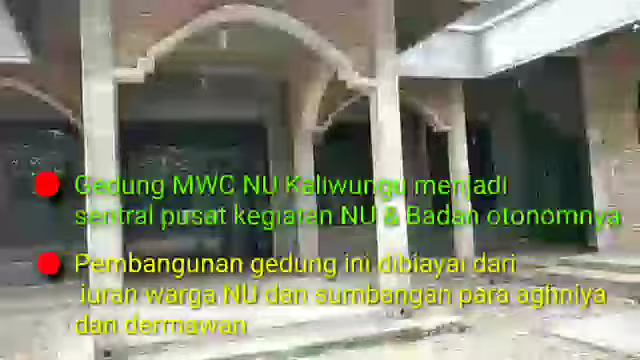 Gedung MWC NU Kaliwungu menjadi
sentral pusat kegiatan NU & Badan otonomnya
Pembangunan gedung ini dibiayai dari
iuran warga NU dan sumbangan para aghniya
dan dermawan